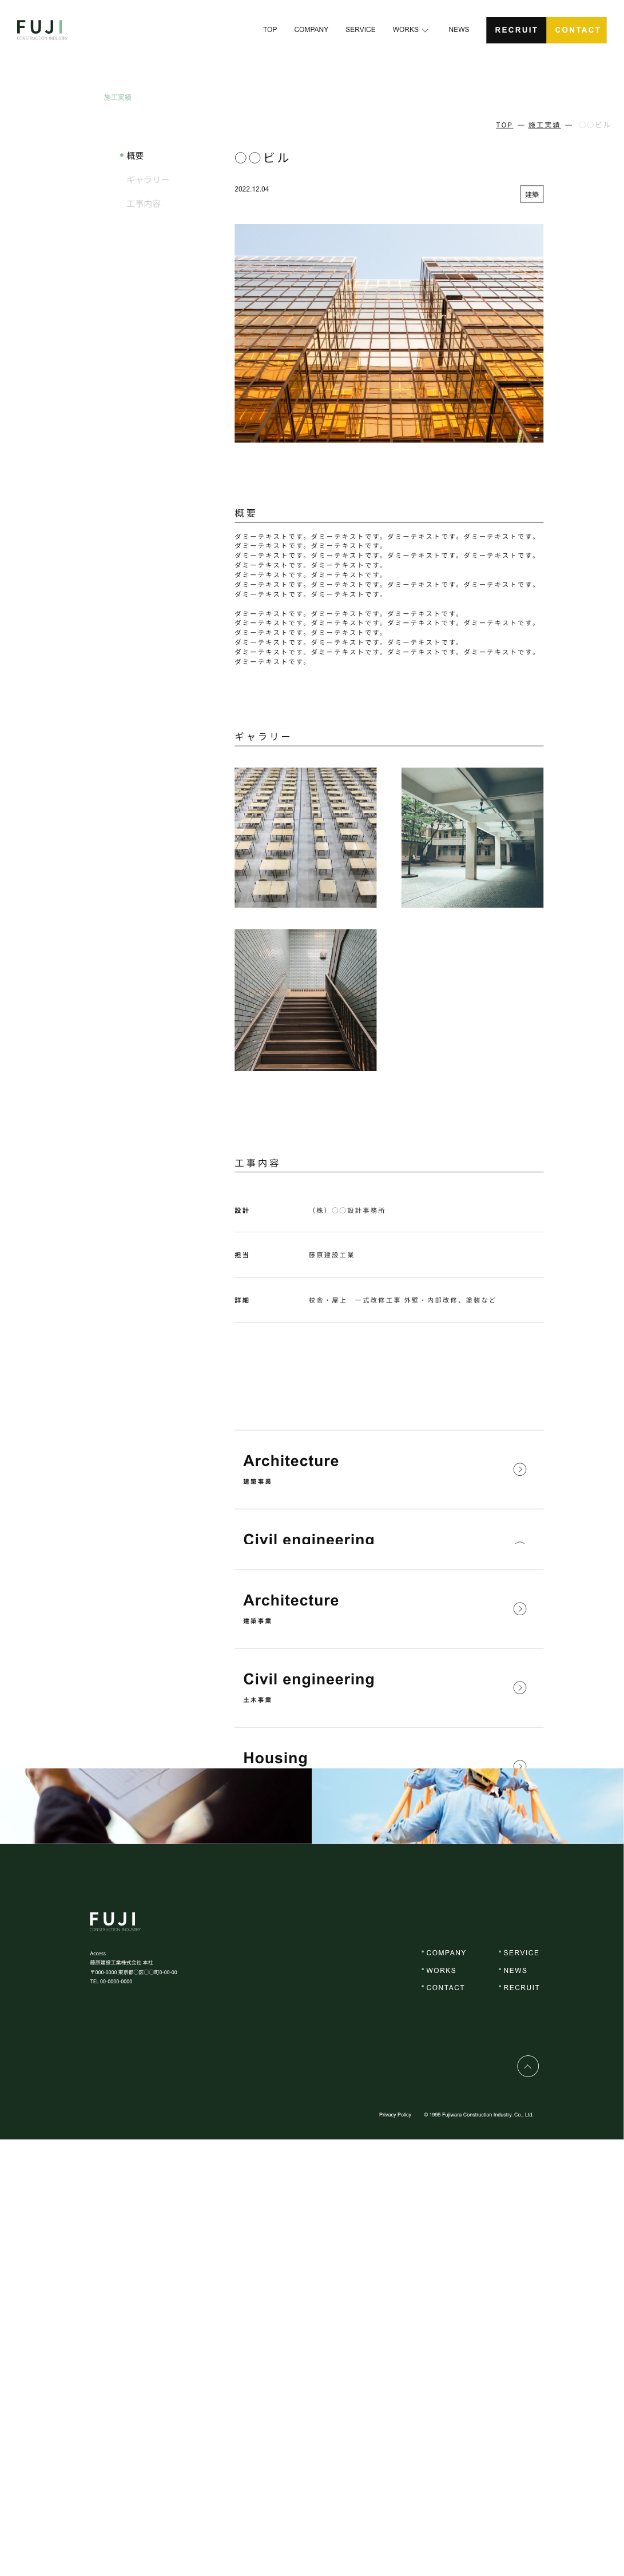 FUJI
CONSTRUCTION INDUSTRY
TOP
COMPANY
SERVICE
WORKS
NEWS
RECRUIT
CONTACT
施工実績
TOP — 施工実績 — 〇〇ビル
概要
ギャラリー
工事内容
〇〇ビル
2022.12.04
建築
概要
ダミーテキストです。ダミーテキストです。ダミーテキストです。ダミーテキストです。
ダミーテキストです。ダミーテキストです。
ダミーテキストです。ダミーテキストです。ダミーテキストです。ダミーテキストです。
ダミーテキストです。ダミーテキストです。
ダミーテキストです。ダミーテキストです。
ダミーテキストです。ダミーテキストです。ダミーテキストです。ダミーテキストです。
ダミーテキストです。ダミーテキストです。
ダミーテキストです。ダミーテキストです。ダミーテキストです。
ダミーテキストです。ダミーテキストです。ダミーテキストです。ダミーテキストです。
ダミーテキストです。ダミーテキストです。
ダミーテキストです。ダミーテキストです。ダミーテキストです。
ダミーテキストです。ダミーテキストです。ダミーテキストです。ダミーテキストです。
ダミーテキストです。
ギャラリー
工事内容
設計 （株）〇〇設計事務所
担当 藤原建設工業
詳細 校舎・屋上　一式改修工事 外壁・内部改修、塗装など
Architecture
建築事業
Civil engineering
Architecture
建築事業
Civil engineering
土木事業
Housing
FUJI
CONSTRUCTION INDUSTRY
Access
藤原建設工業株式会社 本社
〒000-0000 東京都〇区〇〇町0-00-00
TEL 00-0000-0000
* COMPANY
* SERVICE
* WORKS
* NEWS
* CONTACT
* RECRUIT
Privacy Policy
© 1995 Fujiwara Construction Industry. Co., Ltd.